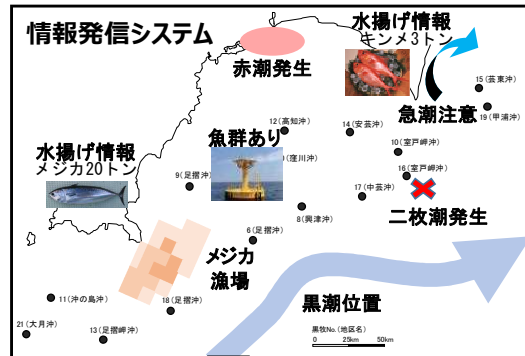 情報発信システム
水揚げ情報
キンメ3トン
赤潮発生
15(芸東沖)
急潮注意
19(甲浦沖)
12(高知沖)
14(安芸沖)
魚群あり
10(室戸岬沖)
水揚げ情報
メジカ20トン
(窪川沖)
9(足摺沖)
16(室戸岬沖)
17(中芸沖)
二枚潮発生
8(興津沖)
6(足摺沖)
メジカ
漁場
黒潮位置
11(沖の島沖)
18(足摺沖)
21(大月沖)
13(足摺岬沖)
黒牧No.(地区名)
0 25km 50km